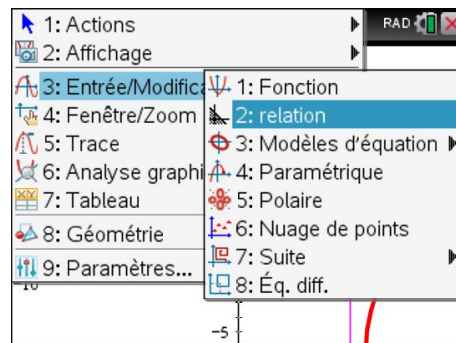 1: Actions
RAD
2: Affichage
3: Entrée/Modifica
4: Fenêtre/Zoom
5: Trace
6: Analyse graphi
7: Tableau
8: Géométrie
9: Paramètres...
1: Fonction
2: relation
3: Modèles d'équation
4: Paramétrique
5: Polaire
6: Nuage de points
7: Suite
8: Éq. diff.
-10
-5